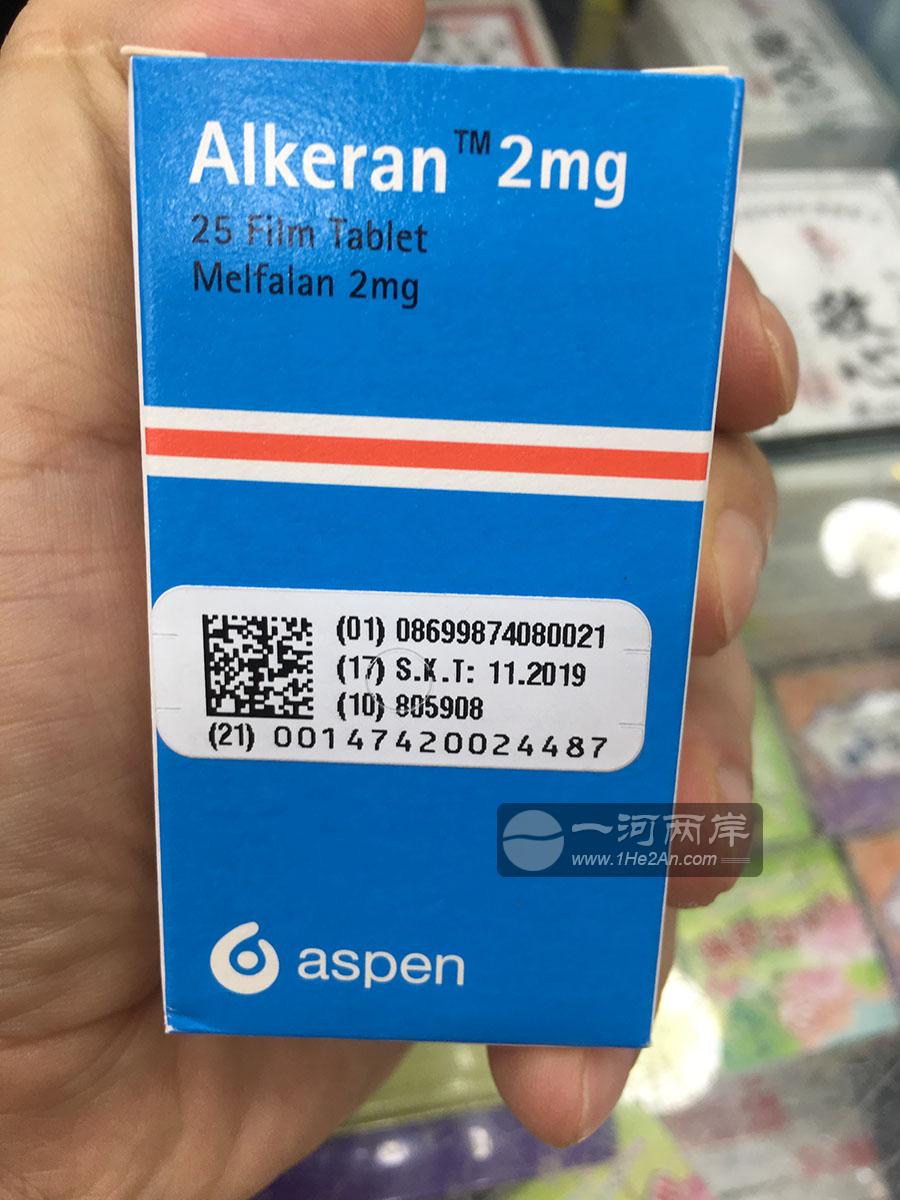 Alkeran™ 2mg
25 Film Tablet
Melfalan 2mg
(01) 08699874080021
(17) S.K.T: 11.2019
(10) 805908
(21) 00147420024487
一河两岸
www.1He2An.com
aspen